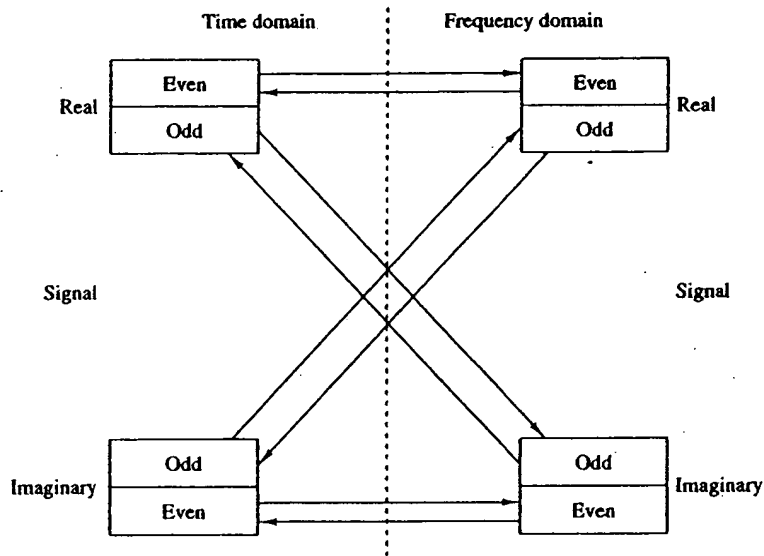 Time domain Frequency domain
Even Even
Real Real
Odd Odd
Signal Signal
Odd Odd
Imaginary Imaginary
Even Even